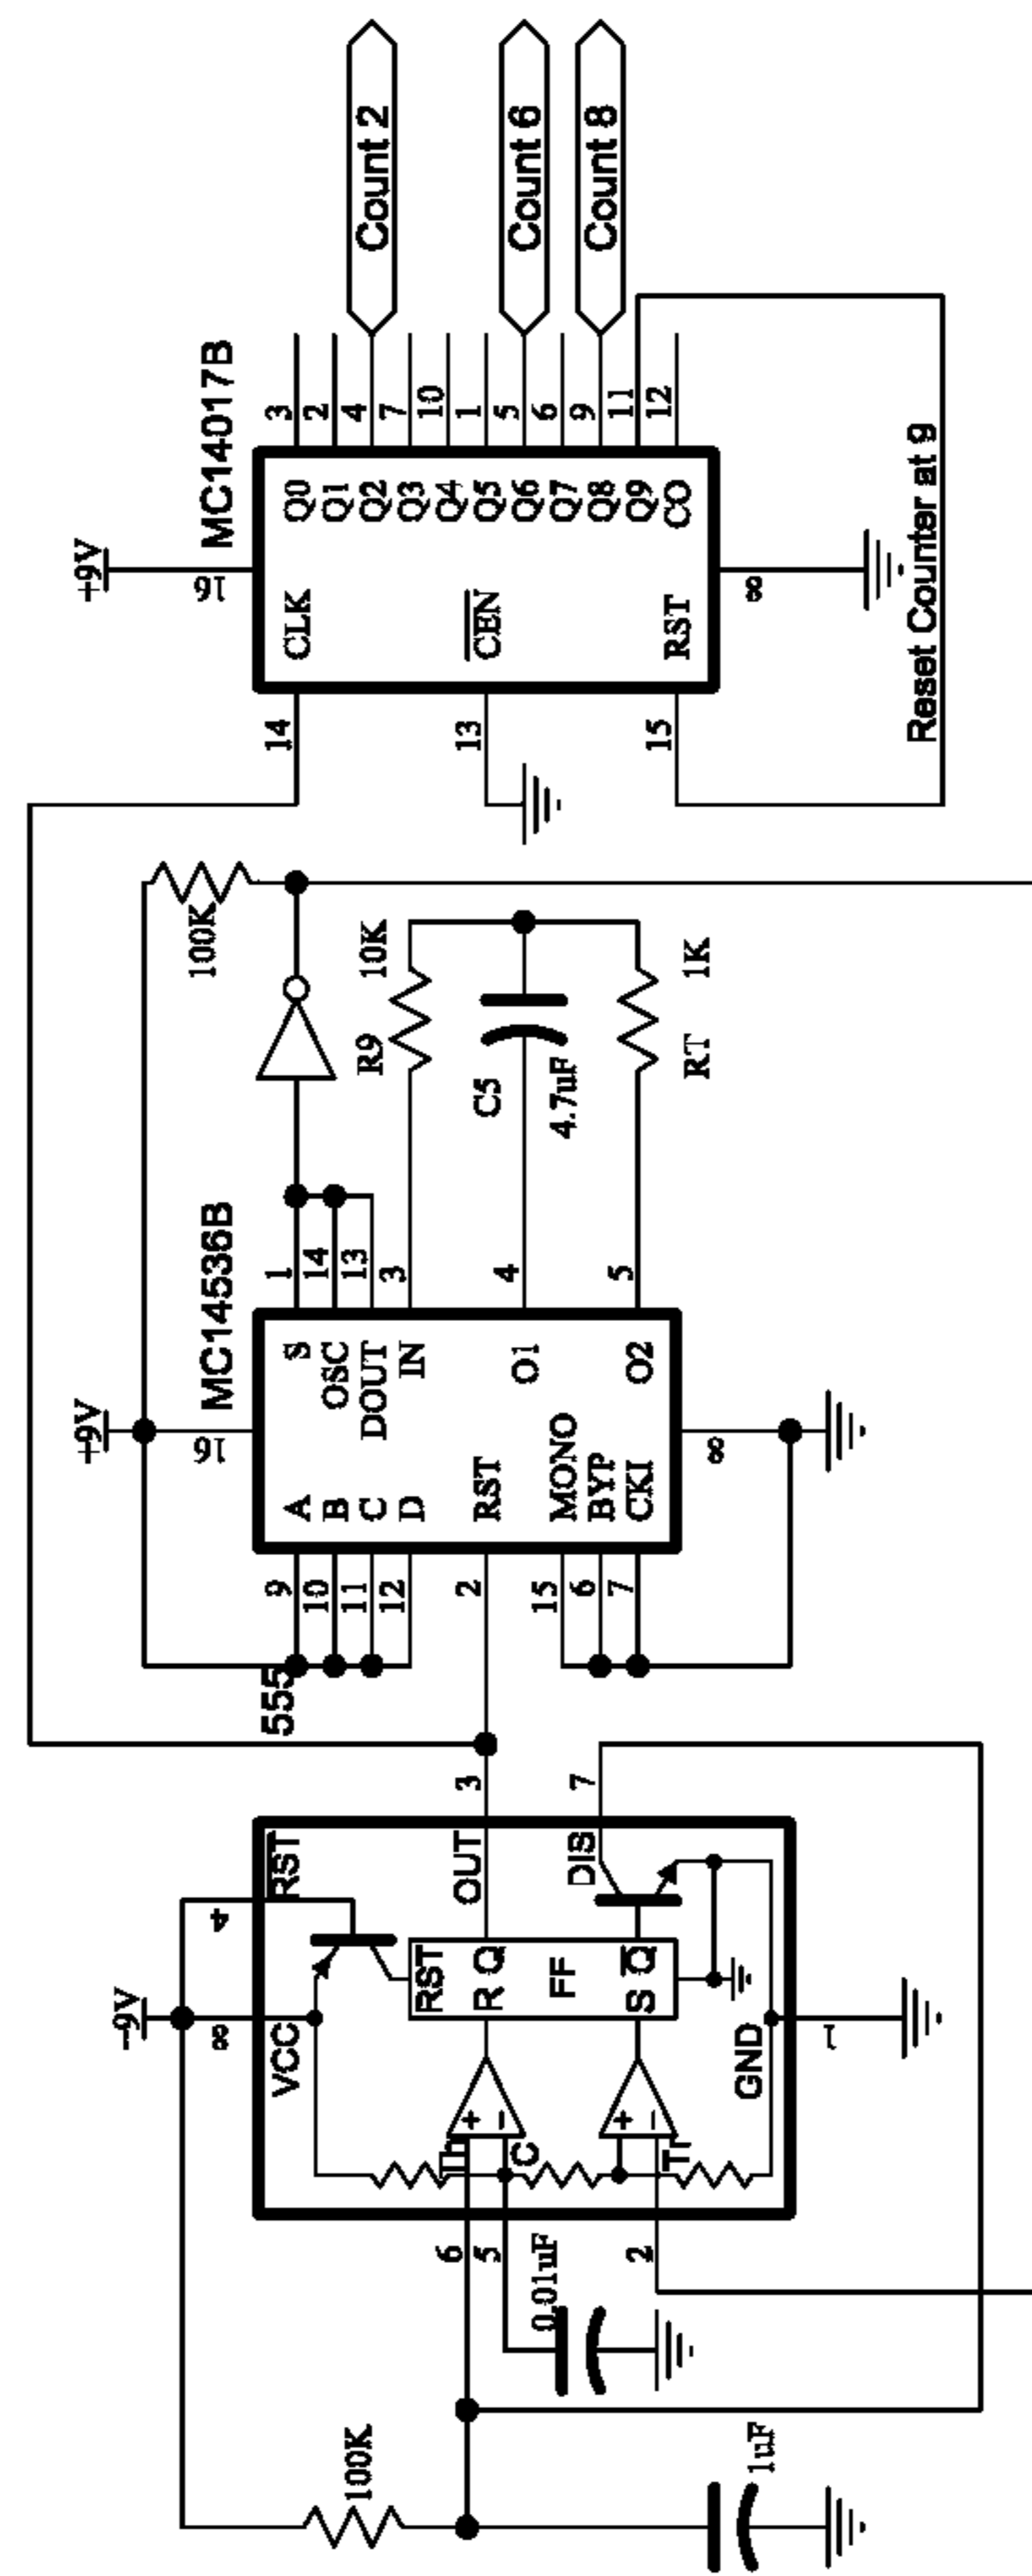 100K
1uF
0.01uF
6
5
2
+9V
8
4
VCC
RST
Th
C
Tr
+
−
+
−
RST
R Q
FF
S Q
OUT
DIS
GND
1
3
7
555
+9V
16
MC14536B
9
10
11
12
2
15
6
7
A
B
C
D
RST
MONO
BYP
CKI
S
OSC
DOUT
IN
O1
O2
1
14
13
3
4
5
8
100K
R9
10K
C5
4.7uF
RT
1K
+9V
16
MC14017B
14
13
15
CLK
CEN
RST
Q0
Q1
Q2
Q3
Q4
Q5
Q6
Q7
Q8
Q9
CO
3
2
4
7
10
1
5
6
9
11
12
8
Count 2
Count 6
Count 8
Reset Counter at 9